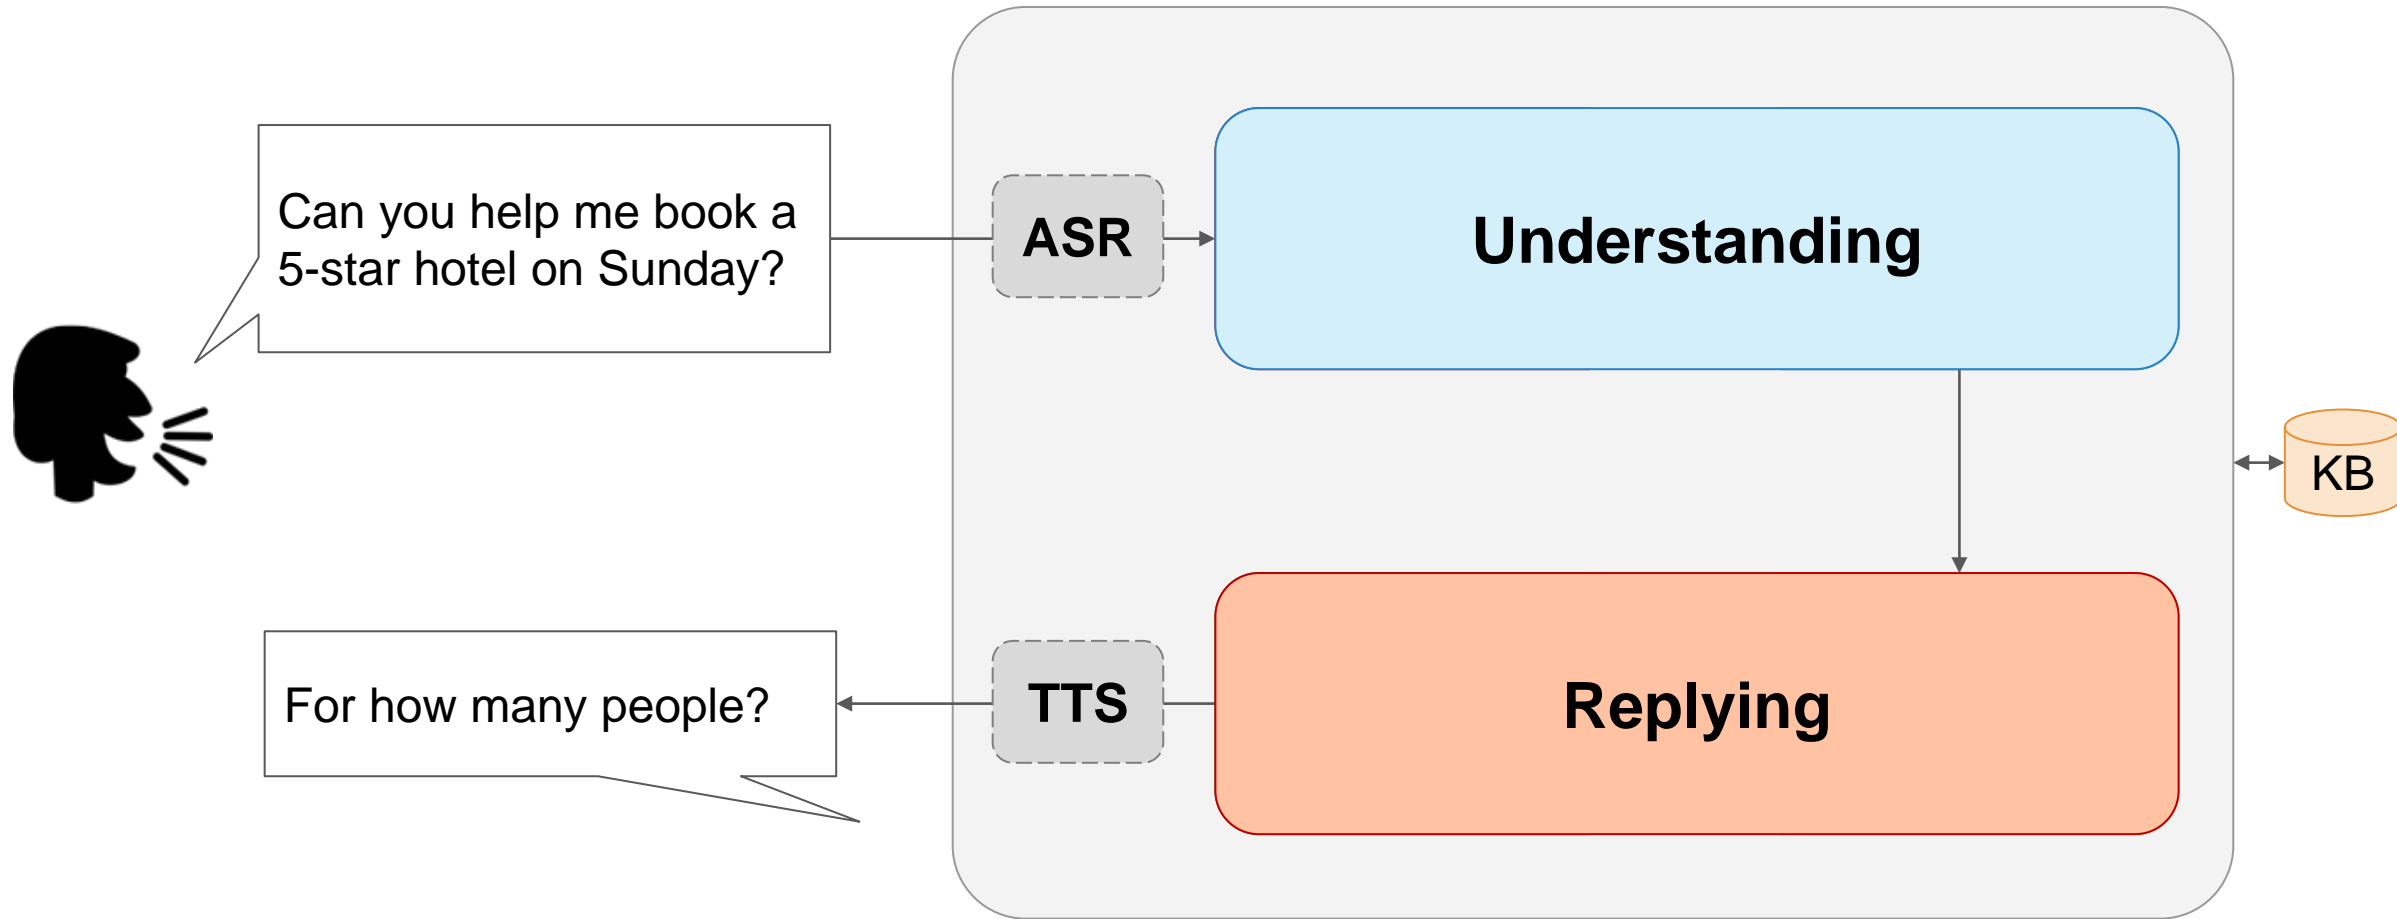 Can you help me book a
5-star hotel on Sunday?
ASR
Understanding
KB
For how many people?
TTS
Replying